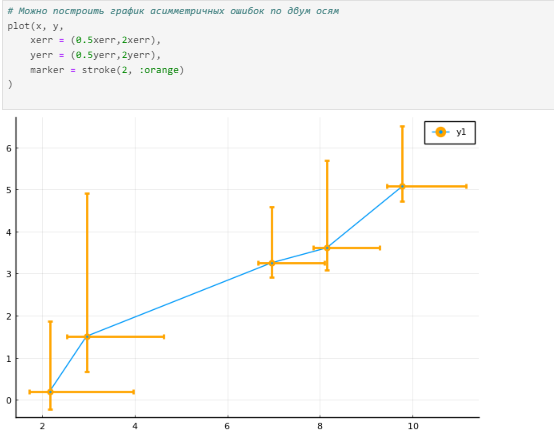 # Можно построить график асимметричных ошибок по двум осям
plot(x, y,
    xerr = (0.5xerr,2xerr),
    yerr = (0.5yerr,2yerr),
    marker = stroke(2, :orange)
)
y1
6
5
4
3
2
1
0
2 4 6 8 10